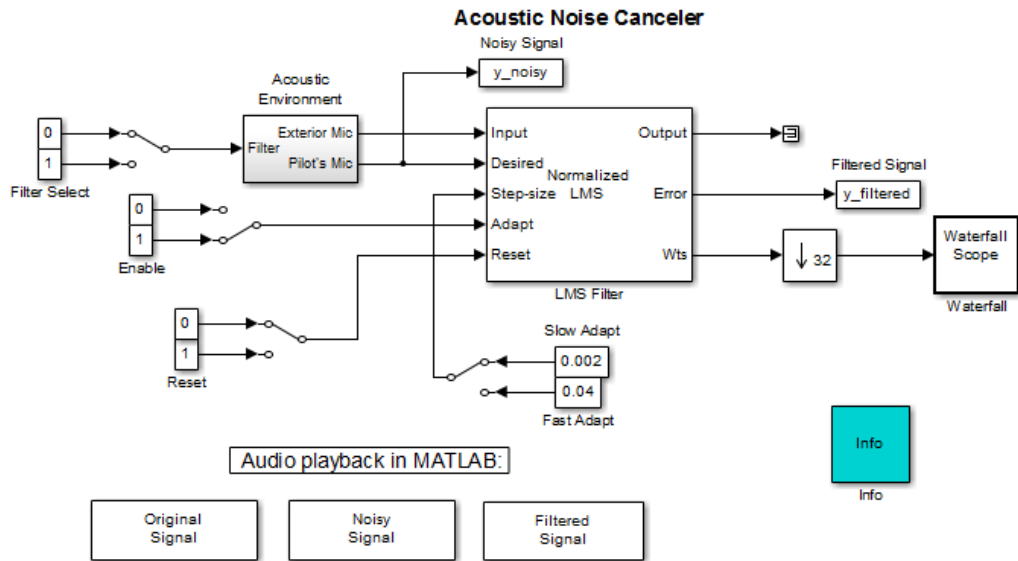 Acoustic Noise Canceler
Noisy Signal
y_noisy
Acoustic
Environment
Filter
Exterior Mic
Pilot's Mic
0
1
Filter Select
0
1
Enable
0
1
Reset
Input
Desired
Step-size
Adapt
Reset
Normalized
LMS
Output
Error
Wts
LMS Filter
Filtered Signal
y_filtered
32
Waterfall
Scope
Waterfall
Slow Adapt
0.002
0.04
Fast Adapt
Info
Info
Audio playback in MATLAB:
Original
Signal
Noisy
Signal
Filtered
Signal